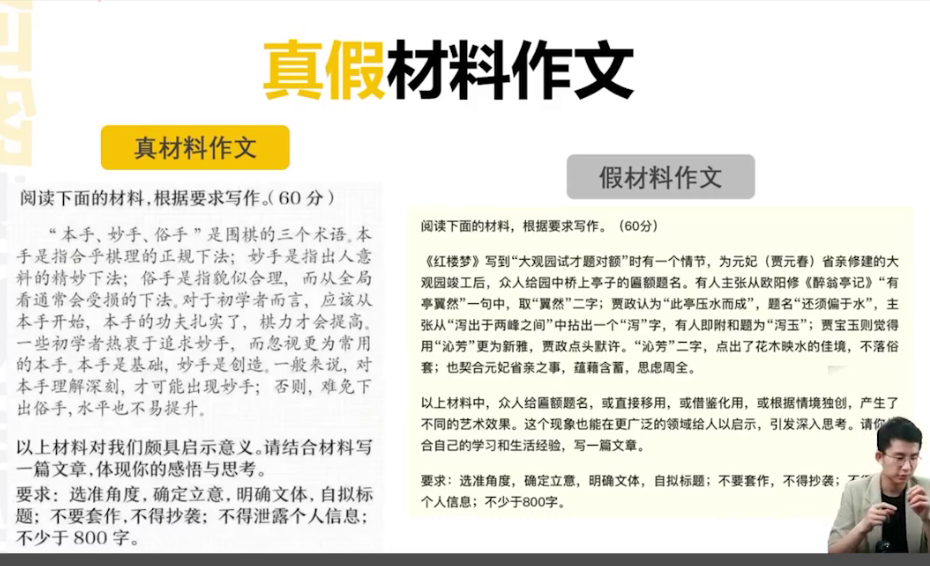 真假材料作文
真材料作文
阅读下面的材料,根据要求写作。(60分)
“本手、妙手、俗手”是围棋的三个术语。本
手是指合乎棋理的正规下法;妙手是指出人意
料的精妙下法;俗手是指貌似合理,而从全局
看通常会受损的下法。对于初学者而言,应该从
本手开始,本手的功夫扎实了,棋力才会提高。
一些初学者热衷于追求妙手,而忽视更为常用
的本手。本手是基础,妙手是创造。一般来说,对
本手理解深刻,才可能出现妙手;否则,难免下
出俗手,水平也不易提升。
以上材料对我们颇具启示意义。请结合材料写
一篇文章,体现你的感悟与思考。
要求:选准角度,确定立意,明确文体,自拟标
题;不要套作,不得抄袭;不得泄露个人信息;
不少于800字。
假材料作文
阅读下面的材料,根据要求写作。(60分)
《红楼梦》写到“大观园试才题对额”时有一个情节,为元妃(贾元春)省亲修建的大
观园竣工后,众人给园中桥上亭子的匾额题名。有人主张从欧阳修《醉翁亭记》“有
亭翼然”一句中,取“翼然”二字;贾政认为“此亭压水而成”,题名“还须偏于水”,主
张从“泻出于两峰之间”中拈出一个“泻”字,有人即附和题为“泻玉”;贾宝玉则觉得
用“沁芳”更为新雅,贾政点头默许。“沁芳”二字,点出了花木映水的佳境,不落俗
套;也契合元妃省亲之事,蕴藉含蓄,思虑周全。
以上材料中,众人给匾额题名,或直接移用,或借鉴化用,或根据情境独创,产生了
不同的艺术效果。这个现象也能在更广泛的领域给人以启示,引发深入思考。请你
合自己的学习和生活经验,写一篇文章。
要求:选准角度,确定立意,明确文体,自拟标题;不要套作,不得抄袭;
个人信息;不少于800字。